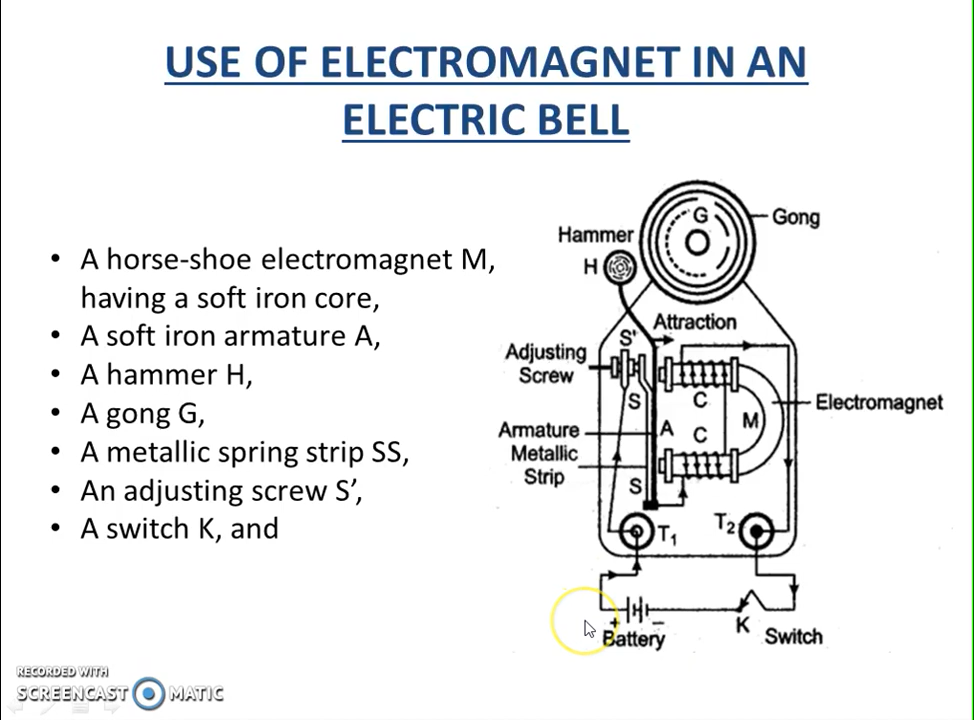 USE OF ELECTROMAGNET IN AN
ELECTRIC BELL
• A horse-shoe electromagnet M,
having a soft iron core,
• A soft iron armature A,
• A hammer H,
• A gong G,
• A metallic spring strip SS,
• An adjusting screw S’,
• A switch K, and
G
Gong
Hammer
H
Attraction
S'
Adjusting
Screw
S
C
Electromagnet
M
Armature
A
C
Metallic
Strip
S
T1
T2
+
−
Battery
K
Switch
RECORDED WITH
SCREENCAST MATIC